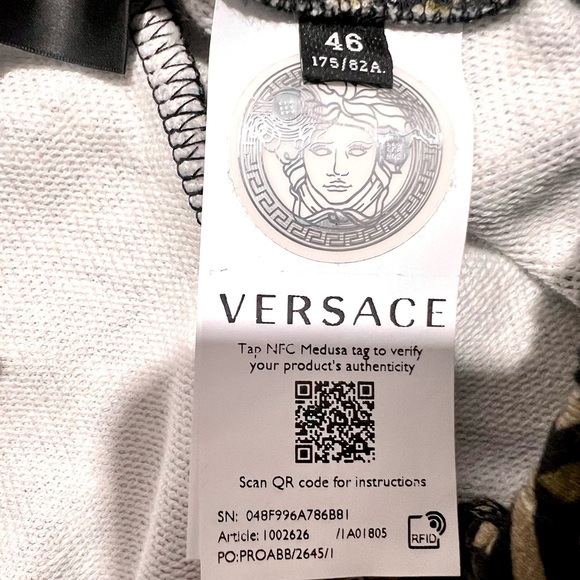 46
175/82A.
VERSACE
Tap NFC Medusa tag to verify
your product's authenticity
Scan QR code for instructions
SN: 048F996A786B81
Article: 1002626 /1A01805
PO:PROABB/2645/1
RFID